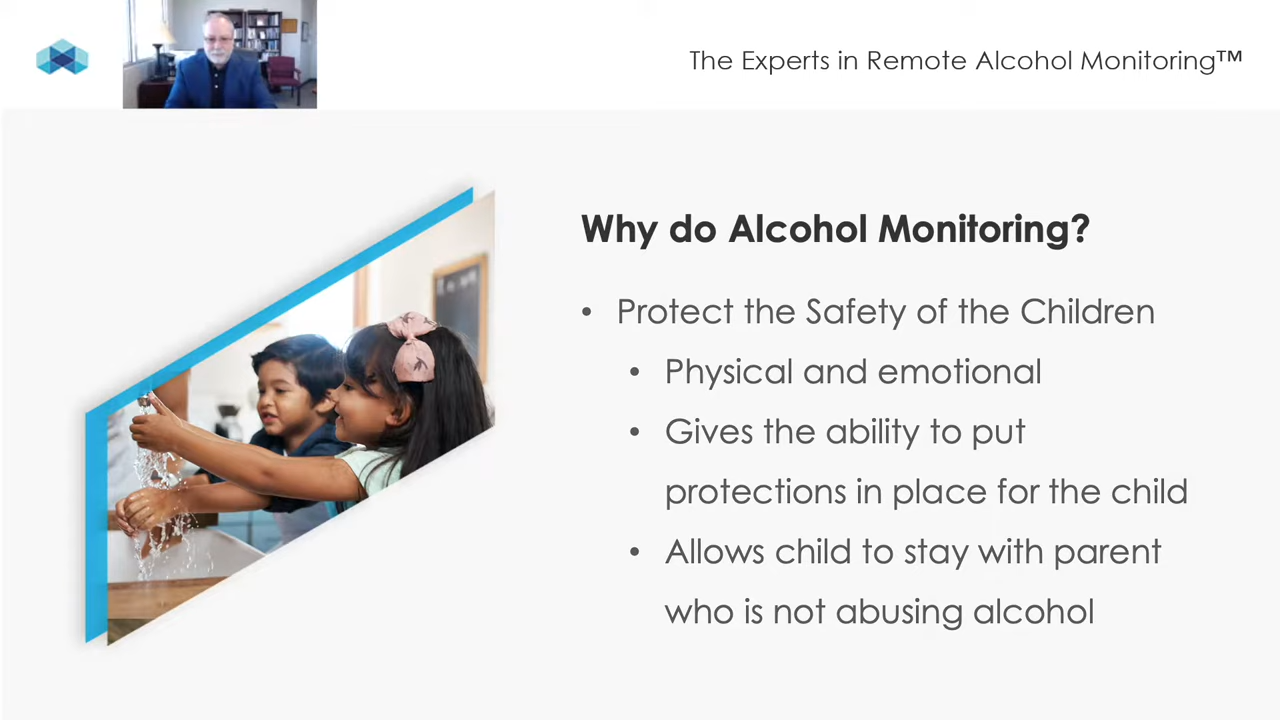 The Experts in Remote Alcohol Monitoring™
Why do Alcohol Monitoring?
• Protect the Safety of the Children
• Physical and emotional
• Gives the ability to put
protections in place for the child
• Allows child to stay with parent
who is not abusing alcohol